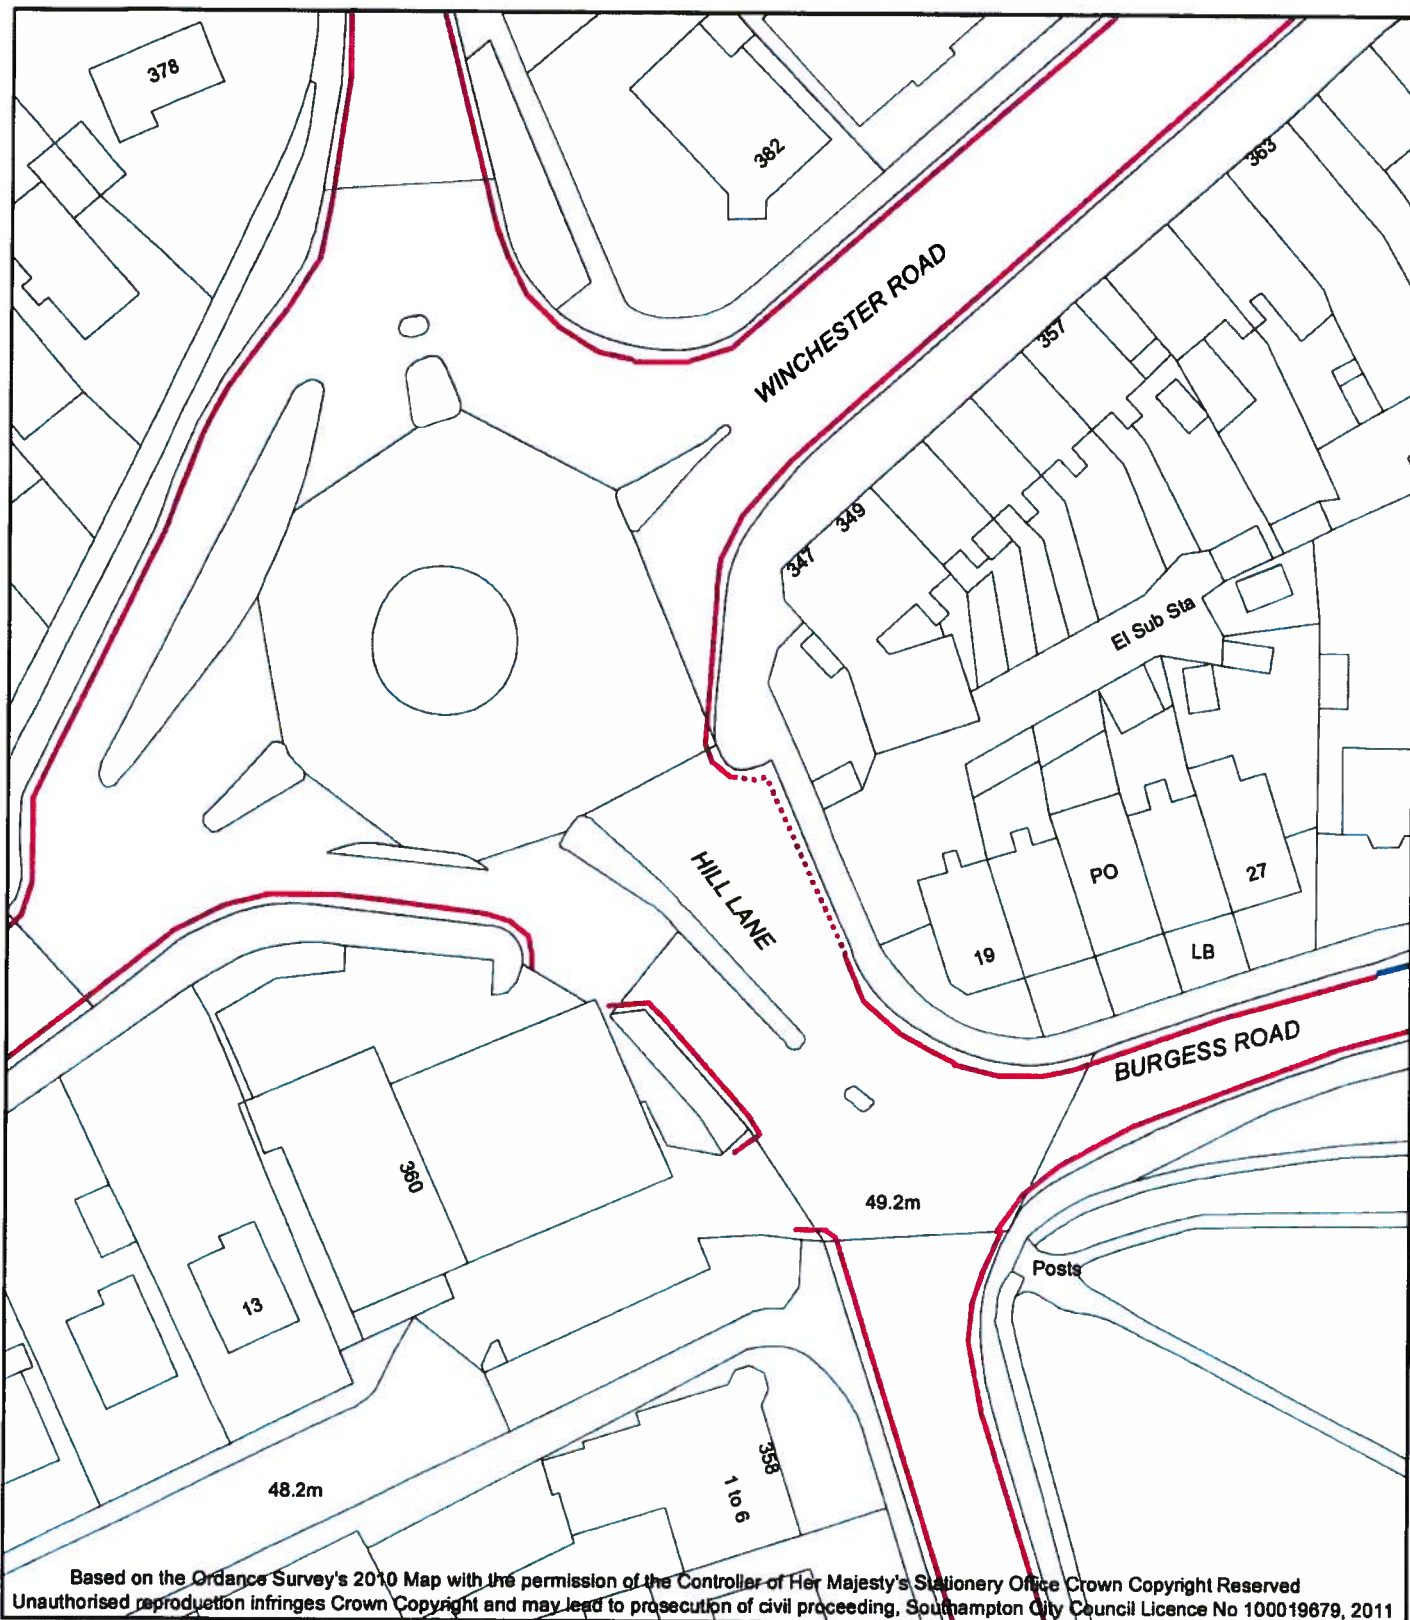 378
382
363
WINCHESTER ROAD
357
349
347
El Sub Sta
HILL LANE
PO
27
19
LB
BURGESS ROAD
360
49.2m
Posts
13
358
1 to 6
48.2m
Based on the Ordance Survey's 2010 Map with the permission of the Controller of Her Majesty's Stationery Office Crown Copyright Reserved
Unauthorised reproduction infringes Crown Copyright and may lead to prosecution of civil proceeding, Southampton City Council Licence No 100019679, 2011